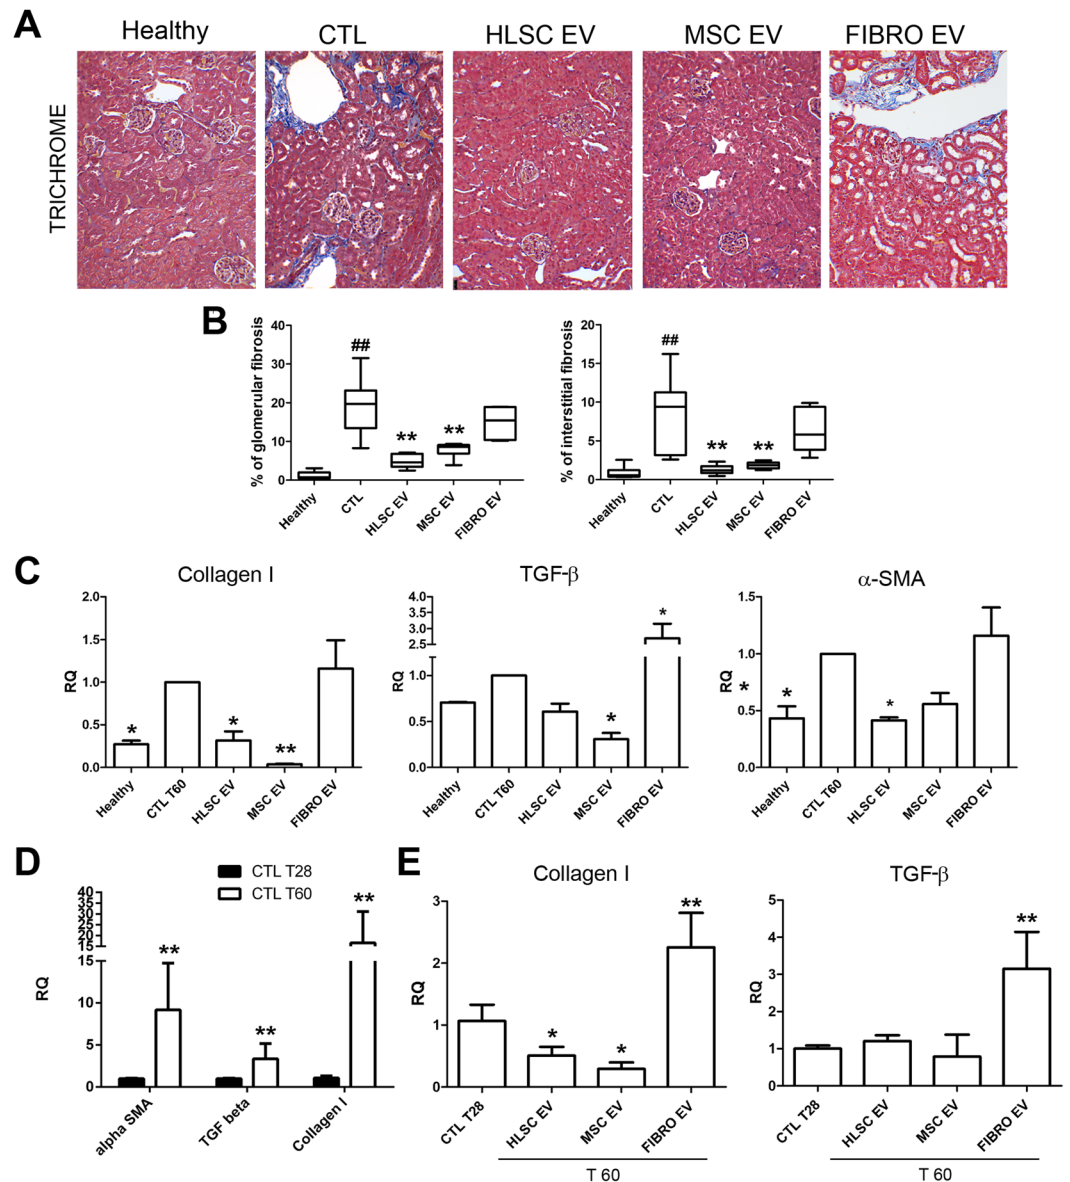 A
Healthy
CTL
HLSC EV
MSC EV
FIBRO EV
TRICHROME
B
% of glomerular fibrosis
40
30
20
10
0
##
**
**
Healthy
CTL
HLSC EV
MSC EV
FIBRO EV
% of interstitial fibrosis
20
15
10
5
0
##
**
**
Healthy
CTL
HLSC EV
MSC EV
FIBRO EV
C
Collagen I
RQ
2.0
1.5
1.0
0.5
0.0
*
*
**
Healthy
CTL T60
HLSC EV
MSC EV
FIBRO EV
TGF-β
RQ
4.0
3.5
3.0
2.5
1.0
0.5
0.0
*
*
Healthy
CTL T60
HLSC EV
MSC EV
FIBRO EV
α-SMA
RQ
1.5
1.0
0.5
0.0
*
*
*
Healthy
CTL T60
HLSC EV
MSC EV
FIBRO EV
D
CTL T28
CTL T60
RQ
40
35
30
25
20
15
15
10
5
0
**
**
**
alpha SMA
TGF beta
Collagen I
E
Collagen I
RQ
3
2
1
0
*
*
**
CTL T28
HLSC EV
MSC EV
FIBRO EV
T 60
TGF-β
RQ
5
4
3
2
1
0
**
CTL T28
HLSC EV
MSC EV
FIBRO EV
T 60